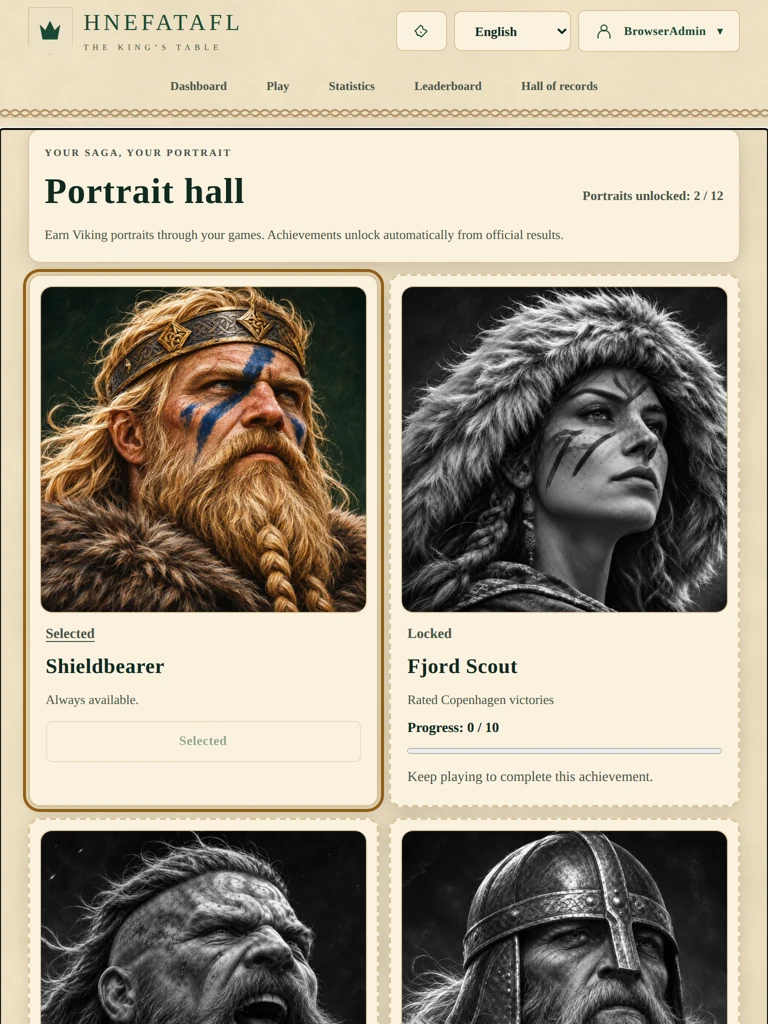 HNEFATAFL
THE KING'S TABLE
English
BrowserAdmin ▼
Dashboard
Play
Statistics
Leaderboard
Hall of records
YOUR SAGA, YOUR PORTRAIT
Portrait hall
Portraits unlocked: 2 / 12
Earn Viking portraits through your games. Achievements unlock automatically from official results.
Selected
Shieldbearer
Always available.
Selected
Locked
Fjord Scout
Rated Copenhagen victories
Progress: 0 / 10
Keep playing to complete this achievement.